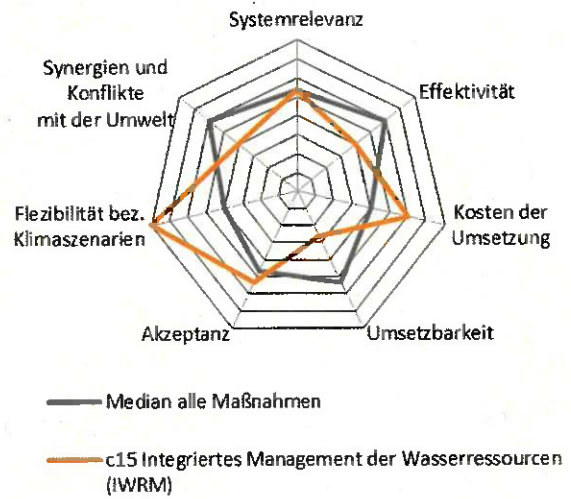 Systemrelevanz
Synergien und
Konflikte
mit der Umwelt
Effektivität
Flezibilität bez.
Klimaszenarien
Kosten der
Umsetzung
Akzeptanz
Umsetzbarkeit
Median alle Maßnahmen
c15 Integriertes Management der Wasserressourcen
(IWRM)